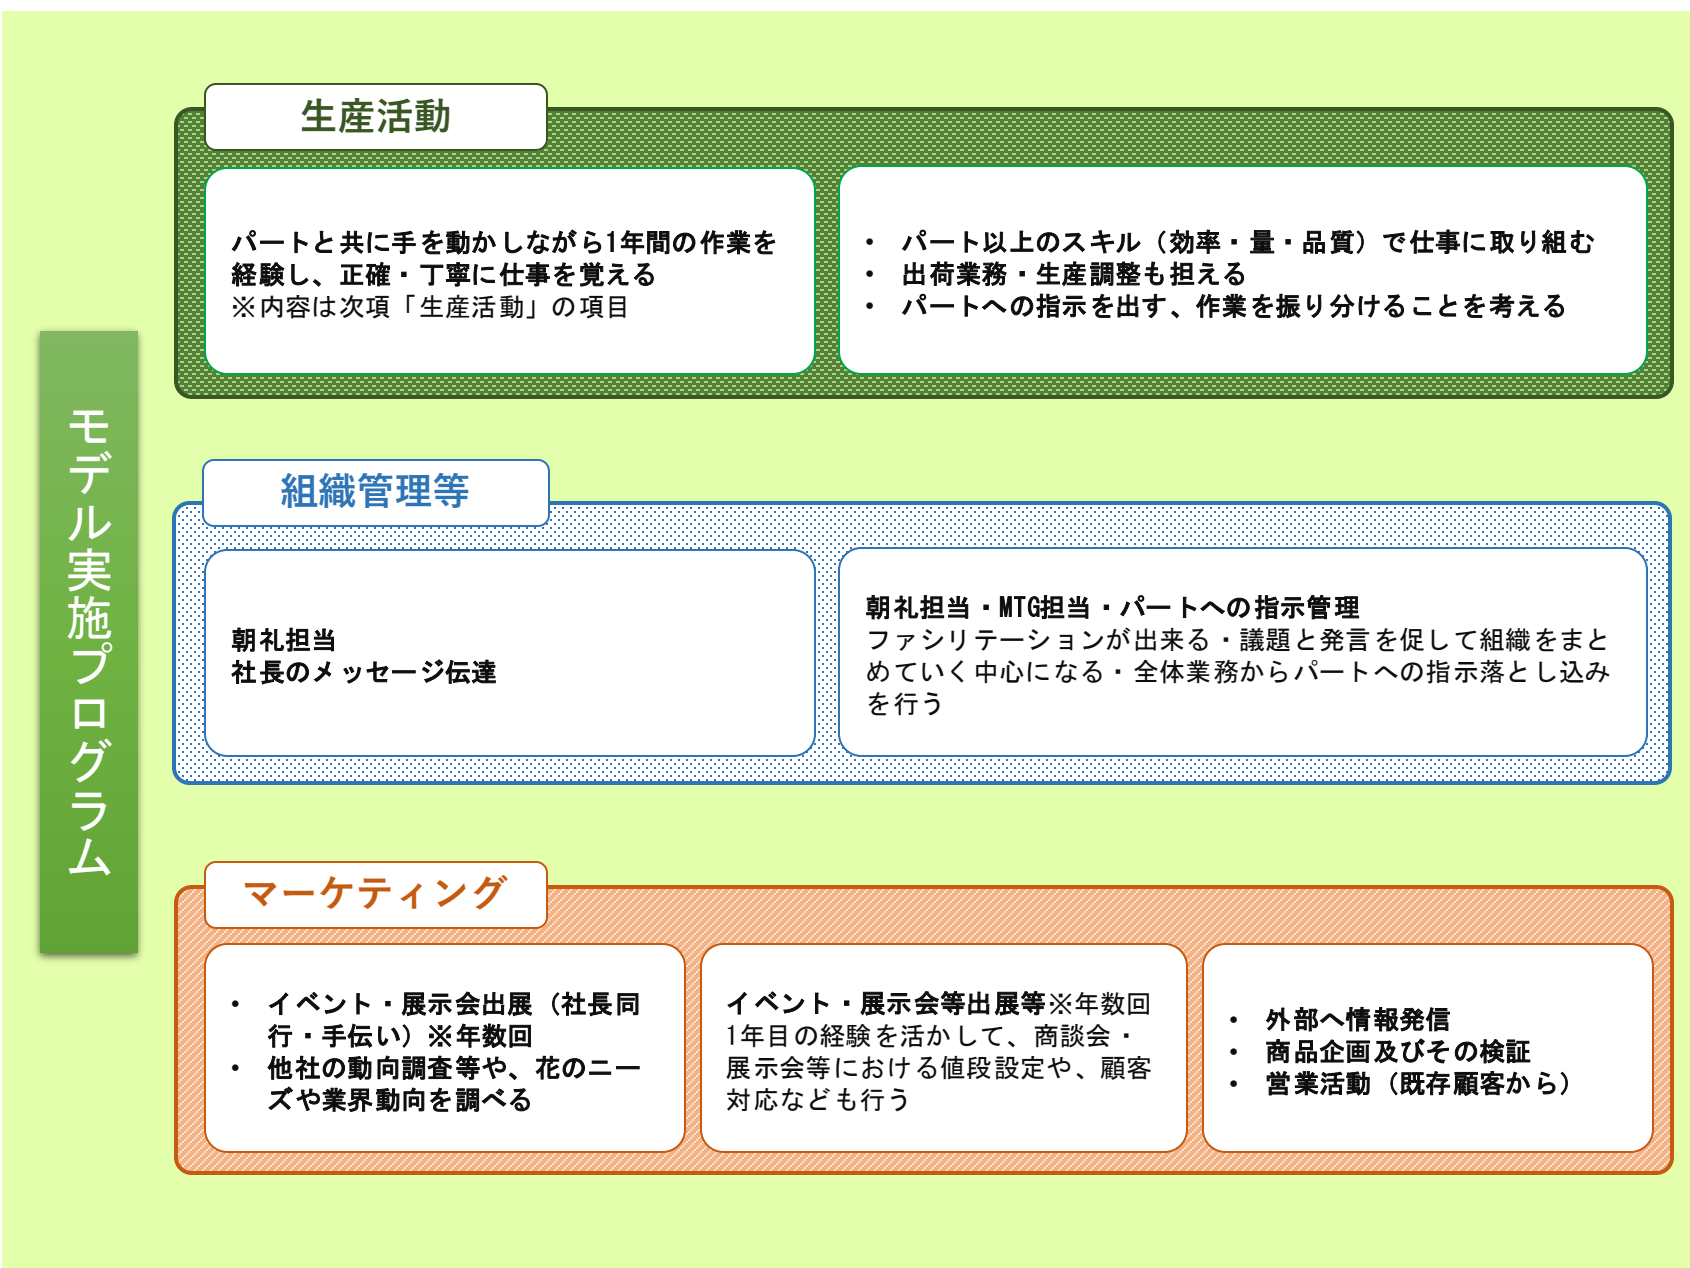 モデル実施プログラム
生産活動
パートと共に手を動かしながら1年間の作業を
経験し、正確・丁寧に仕事を覚える
※内容は次項「生産活動」の項目
• パート以上のスキル（効率・量・品質）で仕事に取り組む
• 出荷業務・生産調整も担える
• パートへの指示を出す、作業を振り分けることを考える
組織管理等
朝礼担当
社長のメッセージ伝達
朝礼担当・MTG担当・パートへの指示管理
ファシリテーションが出来る・議題と発言を促して組織をまと
めていく中心になる・全体業務からパートへの指示落とし込み
を行う
マーケティング
• イベント・展示会出展（社長同
行・手伝い）※年数回
• 他社の動向調査等や、花のニー
ズや業界動向を調べる
イベント・展示会等出展等※年数回
1年目の経験を活かして、商談会・
展示会等における値段設定や、顧客
対応なども行う
• 外部へ情報発信
• 商品企画及びその検証
• 営業活動（既存顧客から）